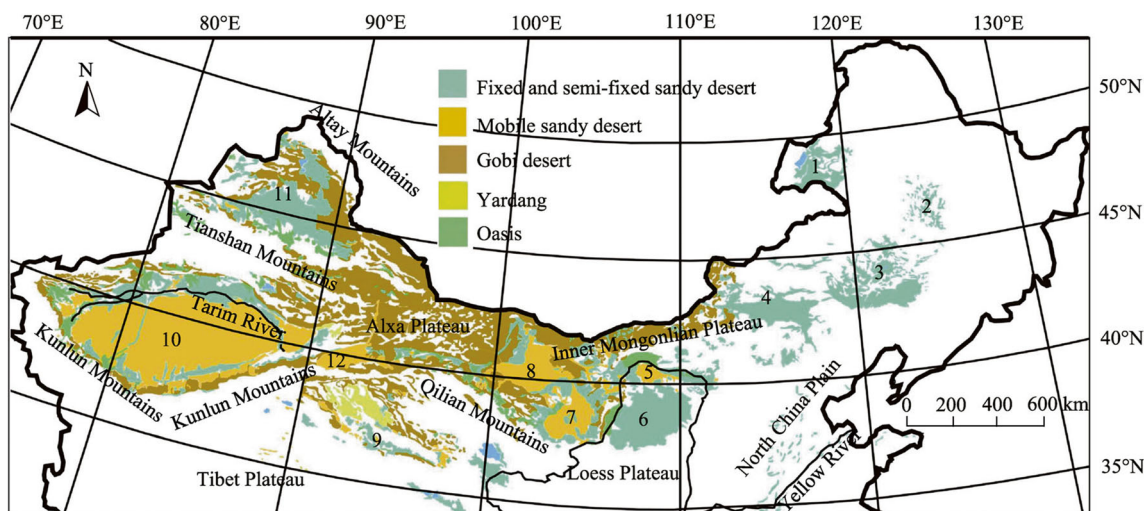 70°E 80°E 90°E 100°E 110°E 120°E 130°E
N
Fixed and semi-fixed sandy desert
Mobile sandy desert
Gobi desert
Yardang
Oasis
Altay Mountains
50°N
1
11
2
45°N
Tianshan Mountains
3
4
Tarim River
Alxa Plateau
Inner Mongonlian Plateau
40°N
10
12
8
5
Kunlun Mountains
Kunlun Mountains
Qilian Mountains
7
6
9
North China Plain
0 200 400 600 km
Tibet Plateau
Loess Plateau
Yellow River
35°N